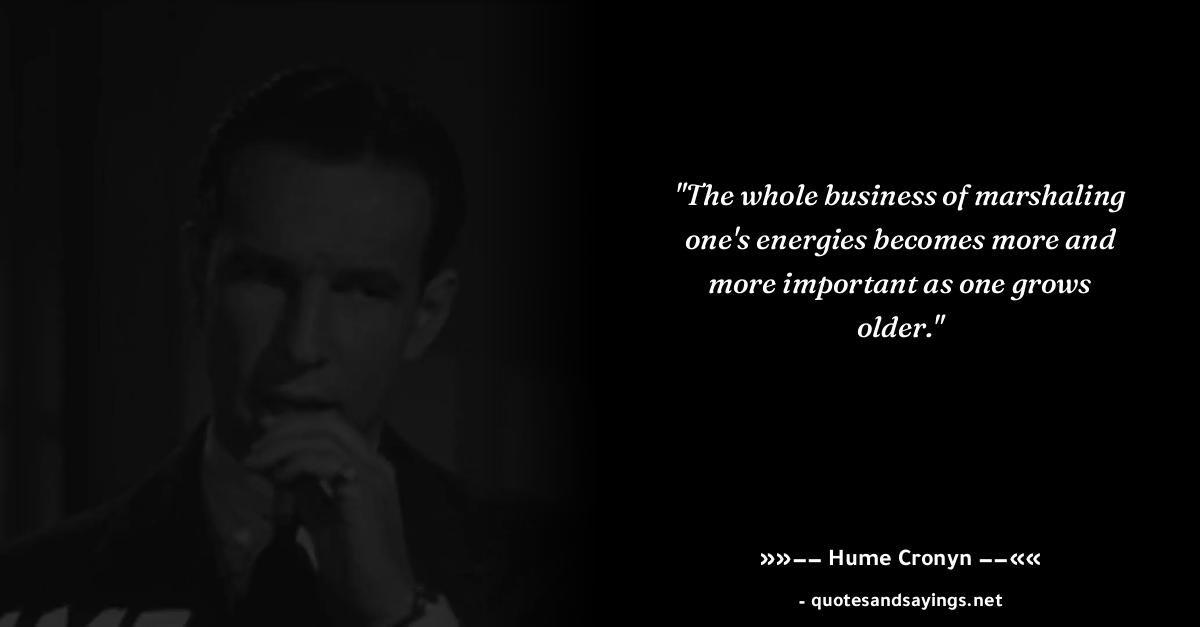 "The whole business of marshaling
one's energies becomes more and
more important as one grows
older."
»»−− Hume Cronyn −−««
- quotesandsayings.net